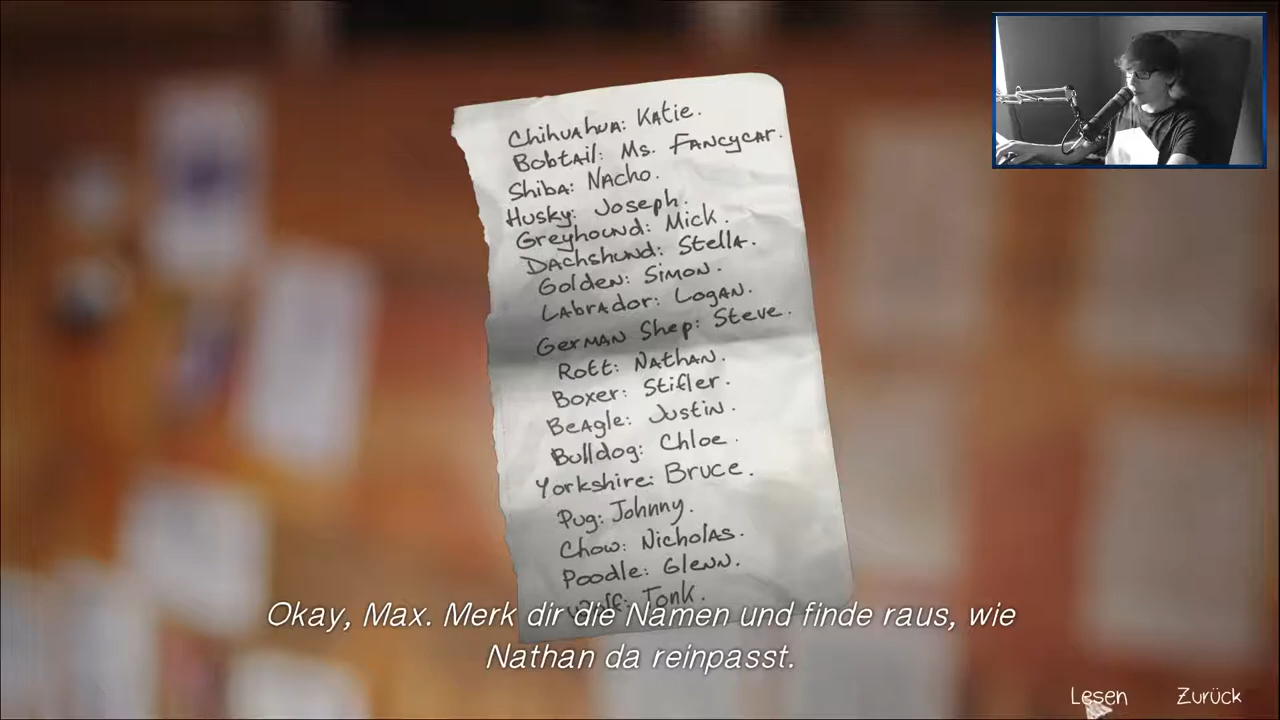 Chihuahua: Katie.
Bobtail: Ms. Fancycar.
Shiba: Nacho.
Husky: Joseph.
Greyhound: Mick.
Dachshund: Stella.
Golden: Simon.
Labrador: Logan.
German Shep: Steve.
Rott: Nathan.
Boxer: Stifler.
Beagle: Justin.
Bulldog: Chloe.
Yorkshire: Bruce.
Pug: Johnny.
Chow: Nicholas.
Poodle: Glenn.
Tonk.
Okay, Max. Merk dir die Namen und finde raus, wie
Nathan da reinpasst.
Lesen Zurück